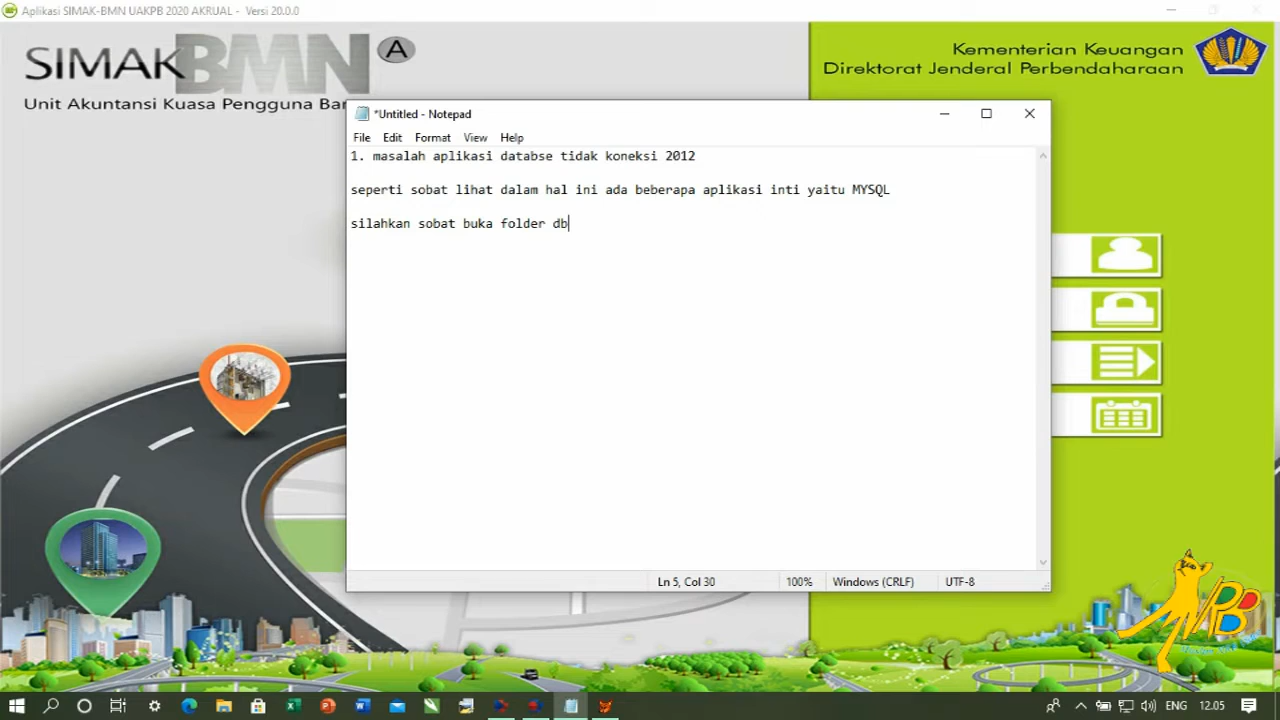 Aplikasi SIMAK-BMN UAKPB 2020 AKRUAL - Versi 20.0.0
SIMAK BMN A
Unit Akuntansi Kuasa Pengguna Bar
Kementerian Keuangan
Direktorat Jenderal Perbendaharaan
*Untitled - Notepad
File Edit Format View Help
1. masalah aplikasi databse tidak koneksi 2012
seperti sobat lihat dalam hal ini ada beberapa aplikasi inti yaitu MYSQL
silahkan sobat buka folder db
Ln 5, Col 30 100% Windows (CRLF) UTF-8
ENG 12.05